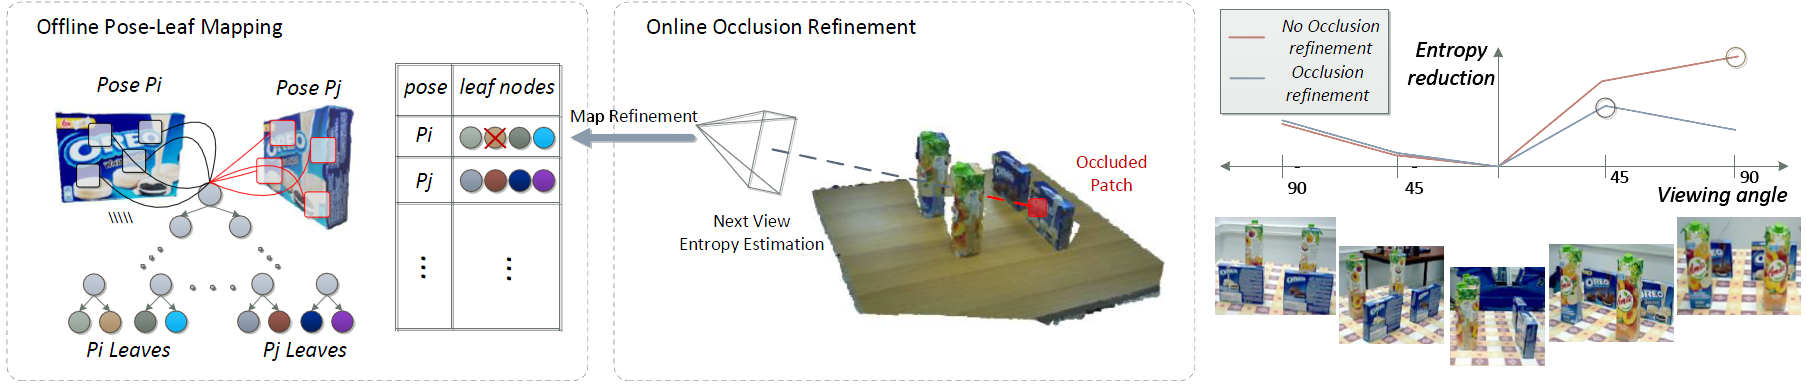 Offline Pose-Leaf Mapping
Pose Pi
Pose Pj
OREO
OREO
Pi Leaves
Pj Leaves
pose
leaf nodes
Pi
Pj
Map Refinement
Online Occlusion Refinement
Next View
Entropy Estimation
Occluded
Patch
No Occlusion
refinement
Occlusion
refinement
Entropy
reduction
-
90
-
45
45
90
Viewing angle